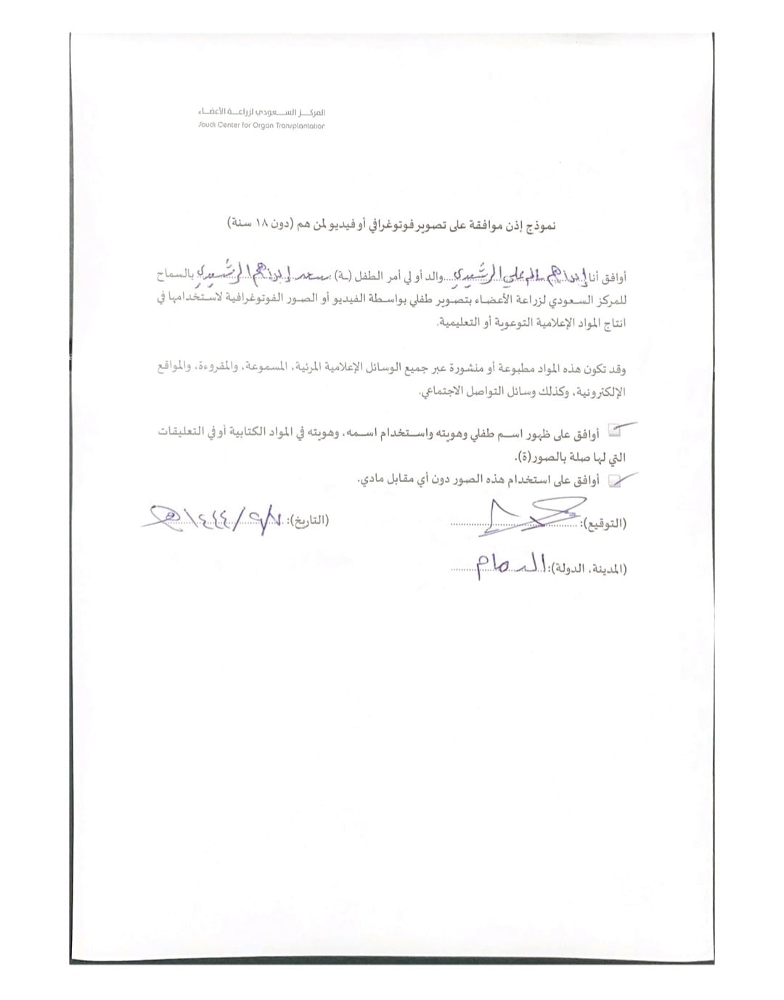 المركز السعودي لزراعة الأعضاء
Saudi Center for Organ Transplantation
نموذج إذن موافقة على تصوير فوتوغرافي أو فيديو لمن هم (دون ١٨ سنة)
أوافق أنا إبراهيم سالم علي الرشيدي والد أو لي أمر الطفل (ـة) سعد إبراهيم الرشيدي بالسماح
للمركز السعودي لزراعة الأعضاء بتصوير طفلي بواسطة الفيديو أو الصور الفوتوغرافية لاستخدامها في
انتاج المواد الإعلامية التوعوية أو التعليمية.
وقد تكون هذه المواد مطبوعة أو منشورة عبر جميع الوسائل الإعلامية المرئية، المسموعة، والمقروءة، والمواقع
الإلكترونية، وكذلك وسائل التواصل الاجتماعي.
أوافق على ظهور اسم طفلي وهويته واستخدام اسمه، وهويته في المواد الكتابية أو في التعليقات
التي لها صلة بالصور(ة).
أوافق على استخدام هذه الصور دون أي مقابل مادي.
(التوقيع): (التاريخ): ٩/٧/١٤٤٤هـ
(المدينة، الدولة): الدمام